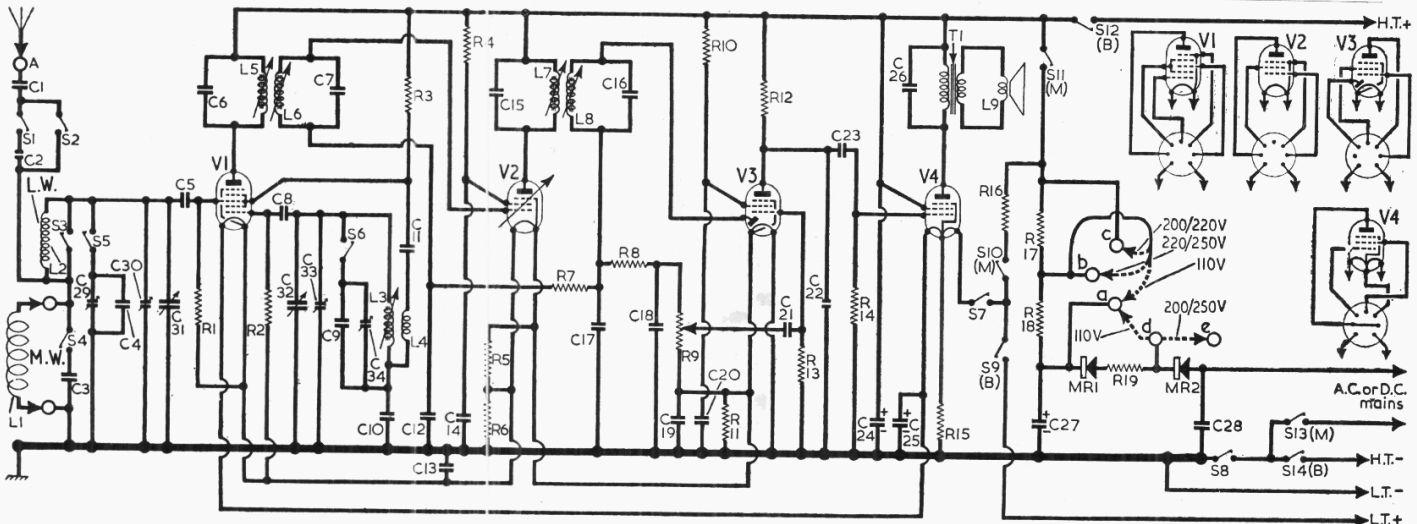 A
C1
S1
S2
C2
L.W.
S3
S5
L2
C29
C30
C31
C4
S4
M.W.
C3
L1
C5
R1
V1
C6
L5
L6
C7
C8
R2
C32
C33
S6
C9
L3
C34
L4
C10
C11
R3
R4
C12
C13
C14
R5
R6
C15
L7
L8
C16
V2
R7
R8
C17
C18
R9
C19
C20
R11
R10
R12
V3
C21
R13
C22
C23
R14
C24
C25
C26
T1
L9
V4
R15
S7
R16
S10
(M)
S9
(B)
S11
(M)
S12
(B)
H.T.+
V1
V2
V3
V4
R17
R18
c
b
a
d
e
200/220V
220/250V
110V
200/250V
110V
MR1
R19
MR2
C27
C28
A.C. or D.C.
mains
S8
S13(M)
S14(B)
H.T.-
L.T.-
L.T.+